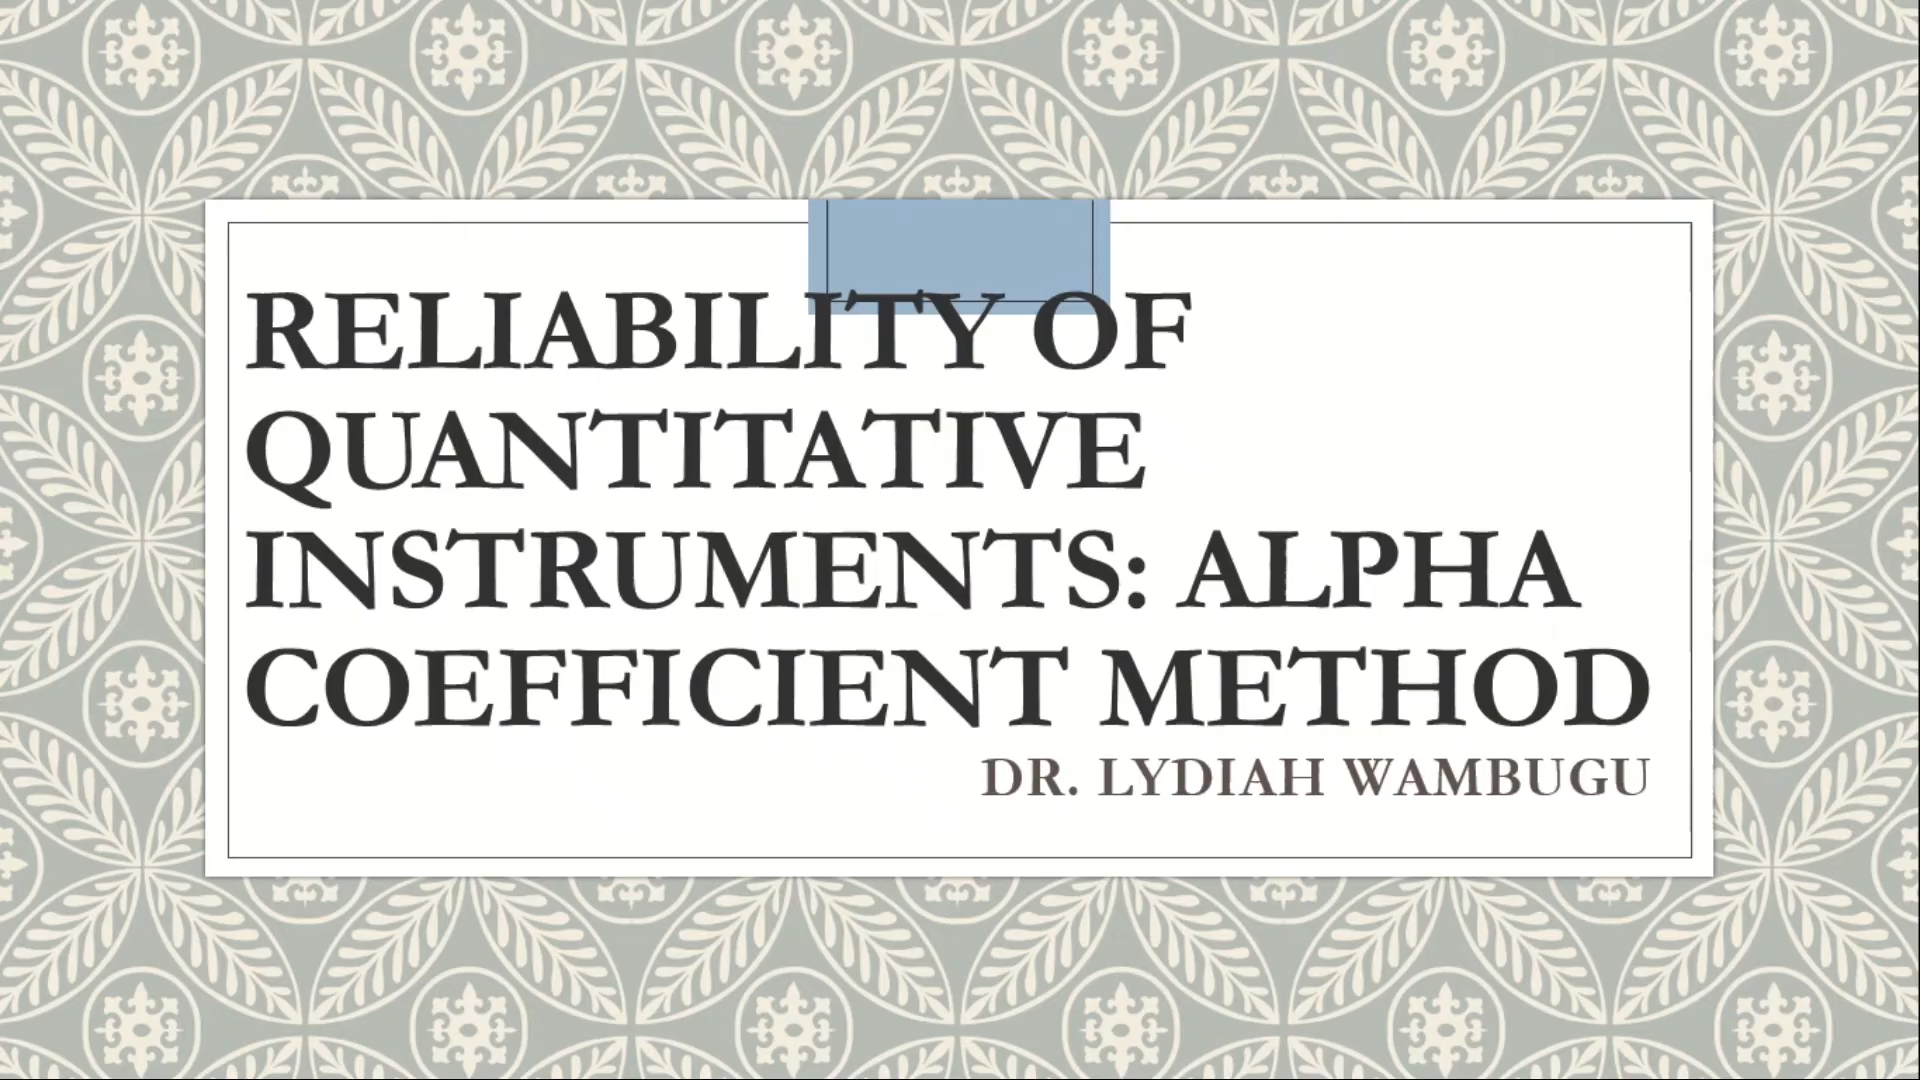 RELIABILITY OF
QUANTITATIVE
INSTRUMENTS: ALPHA
COEFFICIENT METHOD
DR. LYDIAH WAMBUGU